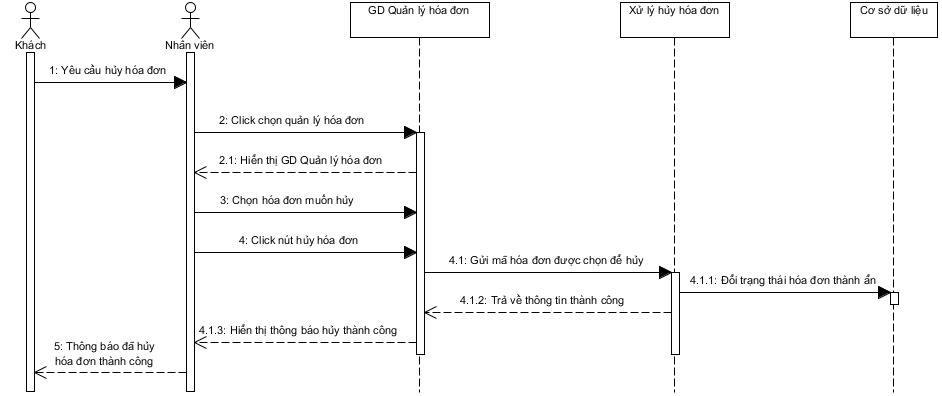 GD Quản lý hóa đơn
Xử lý hủy hóa đơn
Cơ sở dữ liệu
Khách
Nhân viên
1: Yêu cầu hủy hóa đơn
2: Click chọn quản lý hóa đơn
2.1: Hiển thị GD Quản lý hóa đơn
3: Chọn hóa đơn muốn hủy
4: Click nút hủy hóa đơn
4.1: Gửi mã hóa đơn được chọn để hủy
4.1.1: Đổi trạng thái hóa đơn thành ẩn
4.1.2: Trả về thông tin thành công
4.1.3: Hiển thị thông báo hủy thành công
5: Thông báo đã hủy
hóa đơn thành công